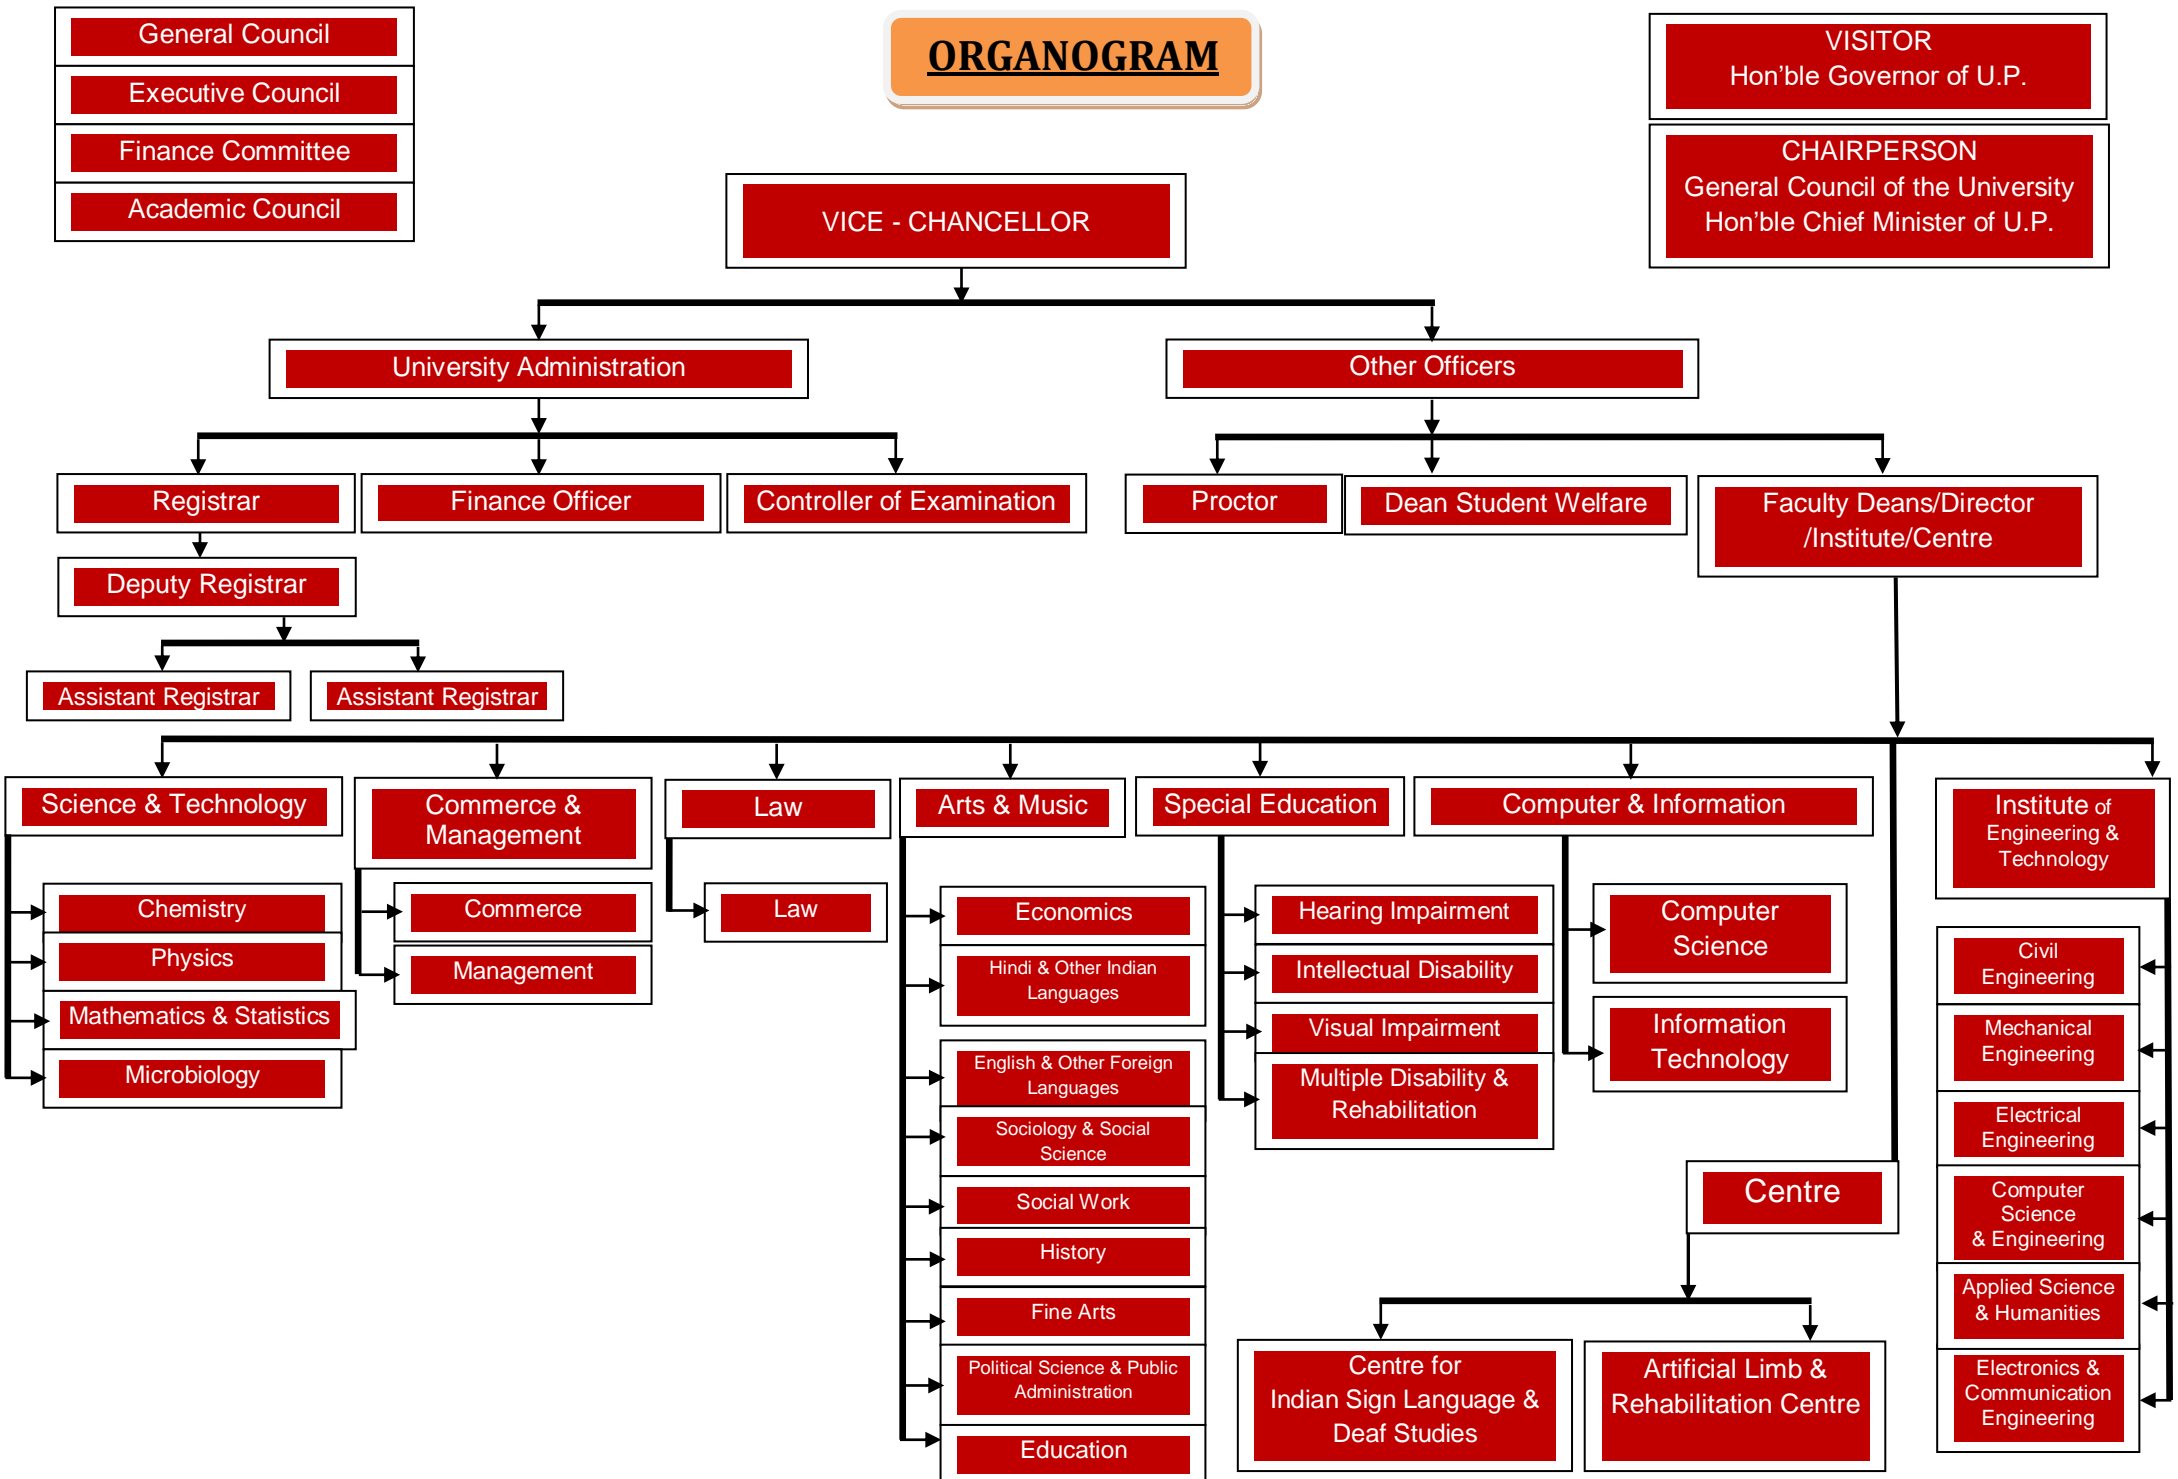 General Council
Executive Council
Finance Committee
Academic Council
ORGANOGRAM
VISITOR
Hon'ble Governor of U.P.
CHAIRPERSON
General Council of the University
Hon'ble Chief Minister of U.P.
VICE - CHANCELLOR
University Administration
Other Officers
Registrar
Finance Officer
Controller of Examination
Proctor
Dean Student Welfare
Faculty Deans/Director
/Institute/Centre
Deputy Registrar
Assistant Registrar
Assistant Registrar
Science & Technology
Chemistry
Physics
Mathematics & Statistics
Microbiology
Commerce &
Management
Commerce
Management
Law
Law
Arts & Music
Economics
Hindi & Other Indian
Languages
English & Other Foreign
Languages
Sociology & Social
Science
Social Work
History
Fine Arts
Political Science & Public
Administration
Education
Special Education
Hearing Impairment
Intellectual Disability
Visual Impairment
Multiple Disability &
Rehabilitation
Computer & Information
Computer
Science
Information
Technology
Centre
Centre for
Indian Sign Language &
Deaf Studies
Artificial Limb &
Rehabilitation Centre
Institute of
Engineering &
Technology
Civil
Engineering
Mechanical
Engineering
Electrical
Engineering
Computer
Science
& Engineering
Applied Science
& Humanities
Electronics &
Communication
Engineering